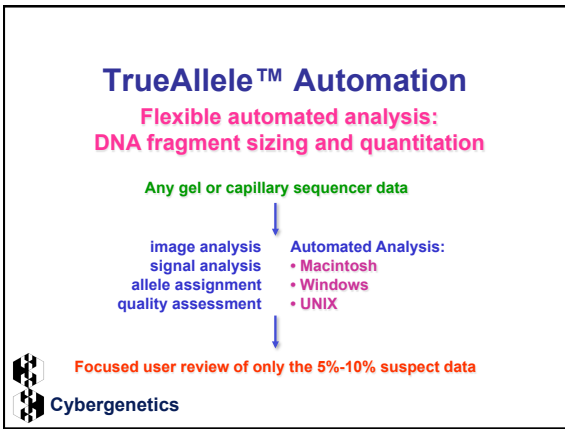 TrueAllele™ Automation
Flexible automated analysis:
DNA fragment sizing and quantitation
Any gel or capillary sequencer data
image analysis
signal analysis
allele assignment
quality assessment
Automated Analysis:
• Macintosh
• Windows
• UNIX
Focused user review of only the 5%-10% suspect data
Cybergenetics